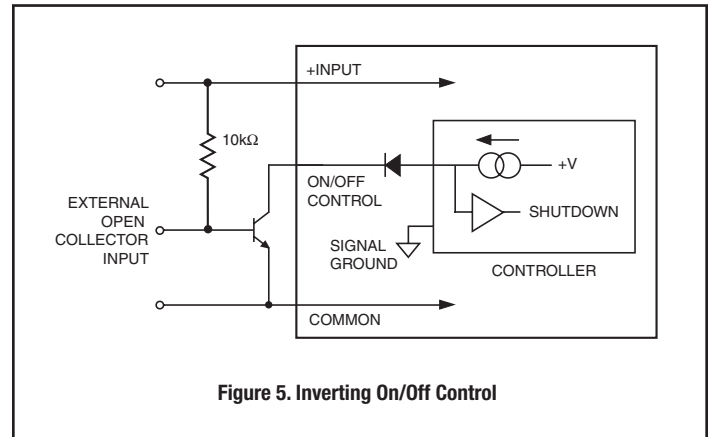 +INPUT
10kΩ
+V
ON/OFF
CONTROL
SHUTDOWN
EXTERNAL
OPEN
COLLECTOR
INPUT
SIGNAL
GROUND
CONTROLLER
COMMON
Figure 5. Inverting On/Off Control